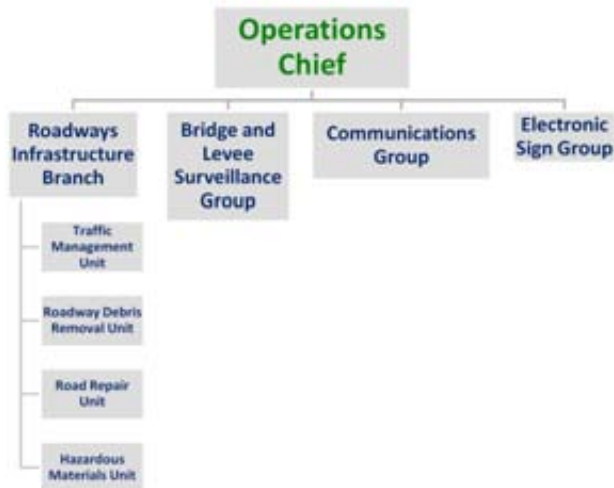 Operations
Chief
Roadways
Infrastructure
Branch
Bridge and
Levee
Surveillance
Group
Communications
Group
Electronic
Sign Group
Traffic
Management
Unit
Roadway Debris
Removal Unit
Road Repair
Unit
Hazardous
Materials Unit